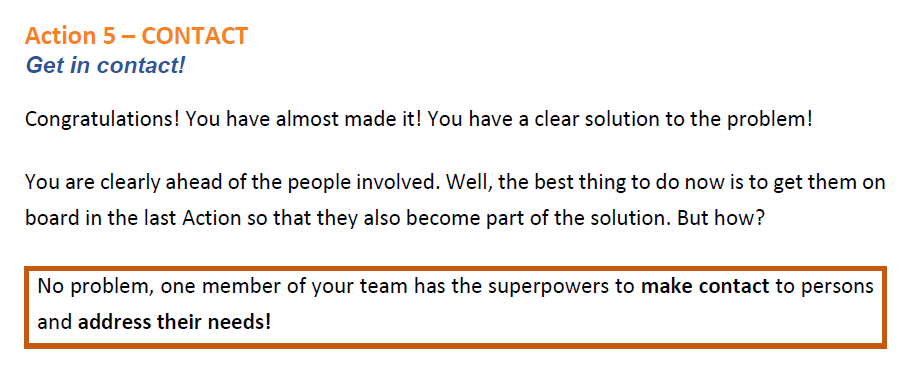 Action 5 – CONTACT
Get in contact!
Congratulations! You have almost made it! You have a clear solution to the problem!
You are clearly ahead of the people involved. Well, the best thing to do now is to get them on
board in the last Action so that they also become part of the solution. But how?
No problem, one member of your team has the superpowers to make contact to persons
and address their needs!